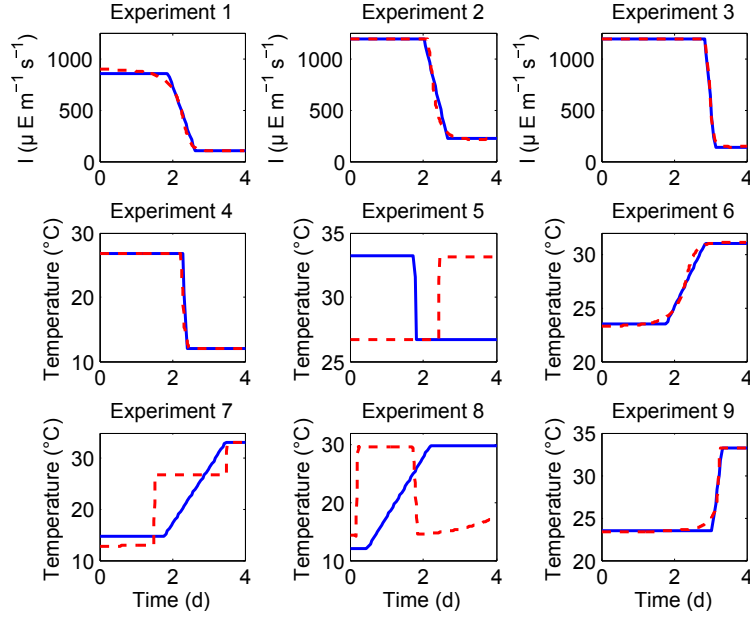 Experiment 1
Experiment 2
Experiment 3
I (μ E m⁻¹ s⁻¹)
1000
500
0
0
2
4
I (μ E m⁻¹ s⁻¹)
1000
500
0
0
2
4
I (μ E m⁻¹ s⁻¹)
1000
500
0
0
2
4
Experiment 4
Experiment 5
Experiment 6
Temperature (°C)
30
20
10
0
2
4
Temperature (°C)
35
30
25
0
2
4
Temperature (°C)
30
25
20
0
2
4
Experiment 7
Experiment 8
Experiment 9
Temperature (°C)
30
20
10
0
2
4
Time (d)
Temperature (°C)
30
20
10
0
2
4
Time (d)
Temperature (°C)
35
30
25
20
0
2
4
Time (d)